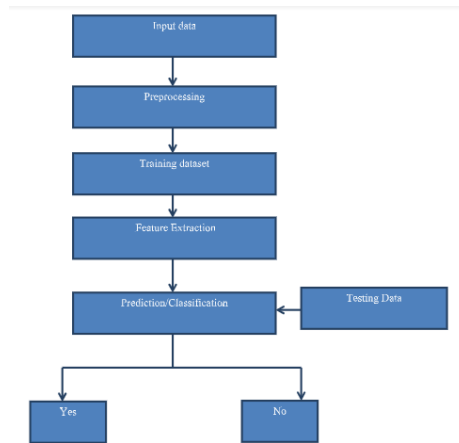 Input data
Preprocessing
Training dataset
Feature Extraction
Prediction/Classification
Testing Data
Yes
No